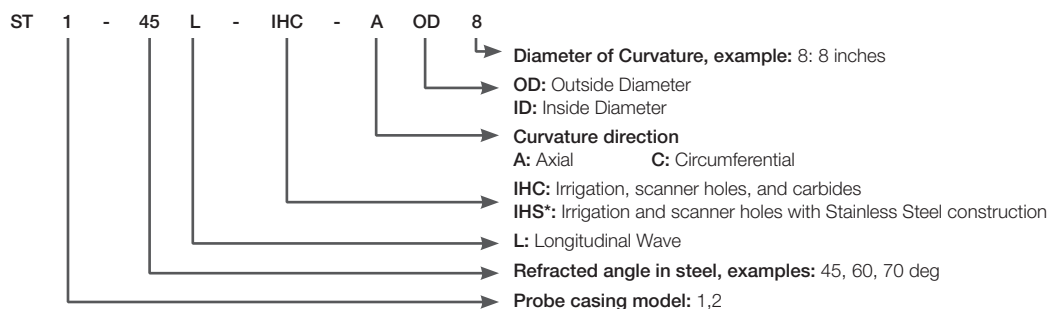 ST 1 - 45 L - IHC - A OD 8
Diameter of Curvature, example: 8: 8 inches
OD: Outside Diameter
ID: Inside Diameter
Curvature direction
A: Axial C: Circumferential
IHC: Irrigation, scanner holes, and carbides
IHS*: Irrigation and scanner holes with Stainless Steel construction
L: Longitudinal Wave
Refracted angle in steel, examples: 45, 60, 70 deg
Probe casing model: 1,2